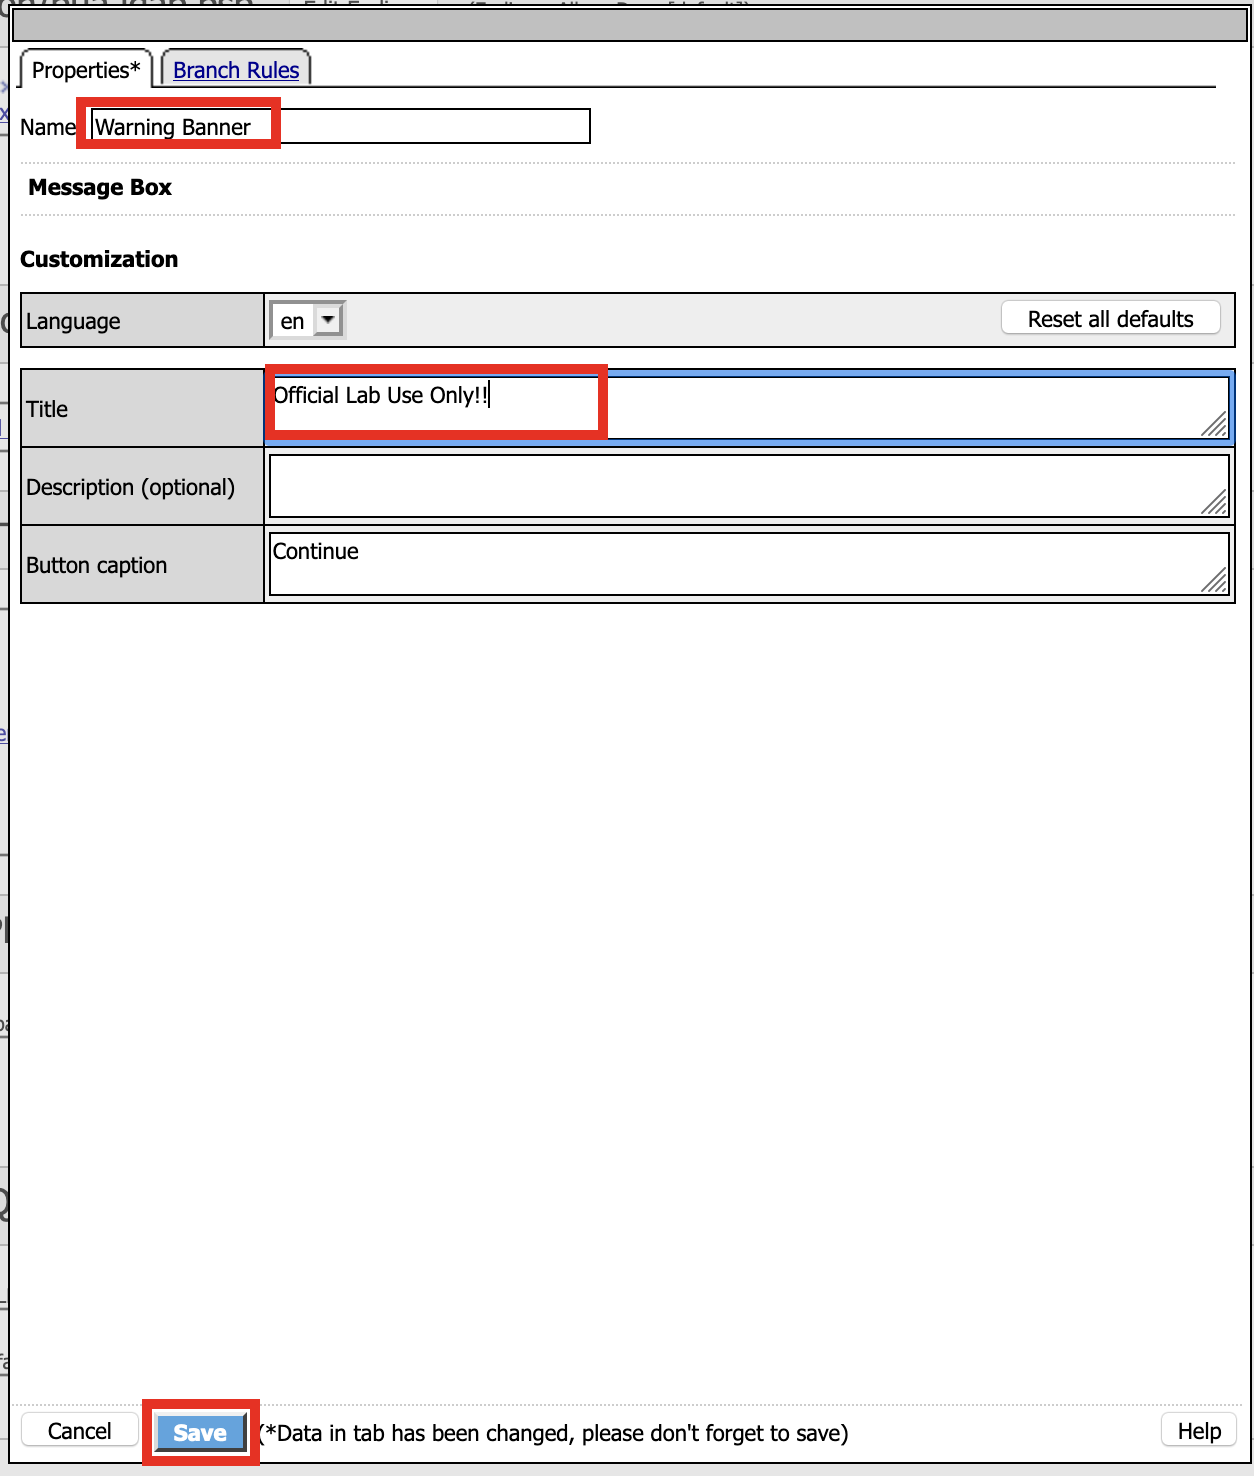 Properties* Branch Rules
Name Warning Banner
Message Box
Customization
Language en Reset all defaults
Title Official Lab Use Only!!
Description (optional)
Button caption Continue
Cancel Save (*Data in tab has been changed, please don't forget to save) Help